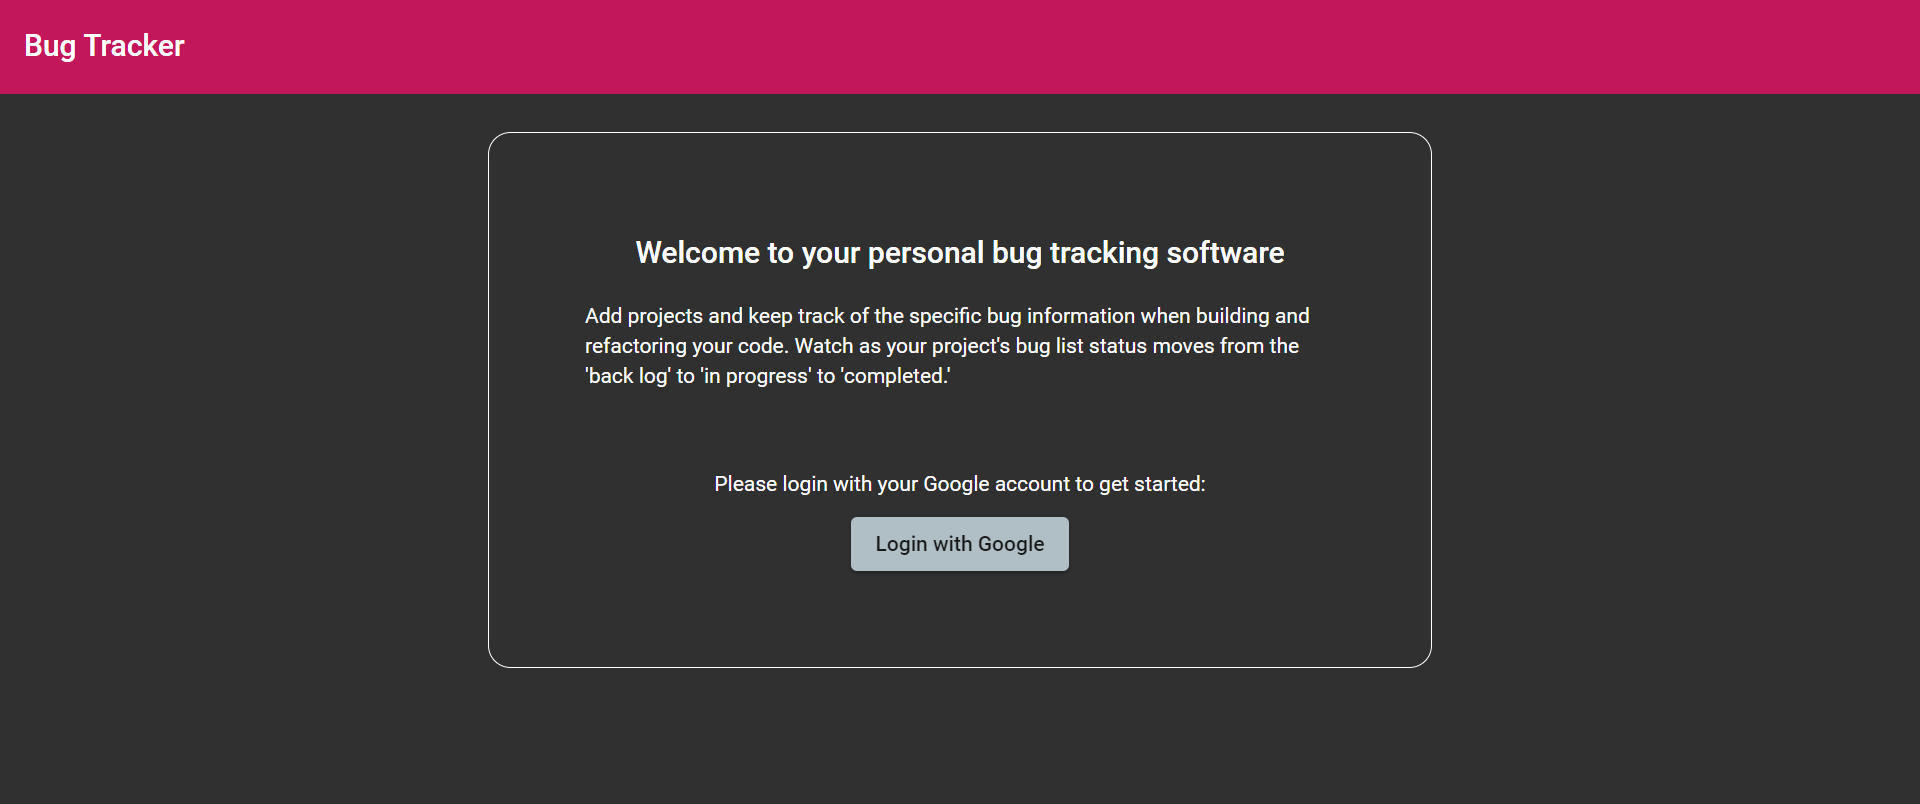 Bug Tracker
Welcome to your personal bug tracking software
Add projects and keep track of the specific bug information when building and
refactoring your code. Watch as your project's bug list status moves from the
'back log' to 'in progress' to 'completed.'
Please login with your Google account to get started:
Login with Google